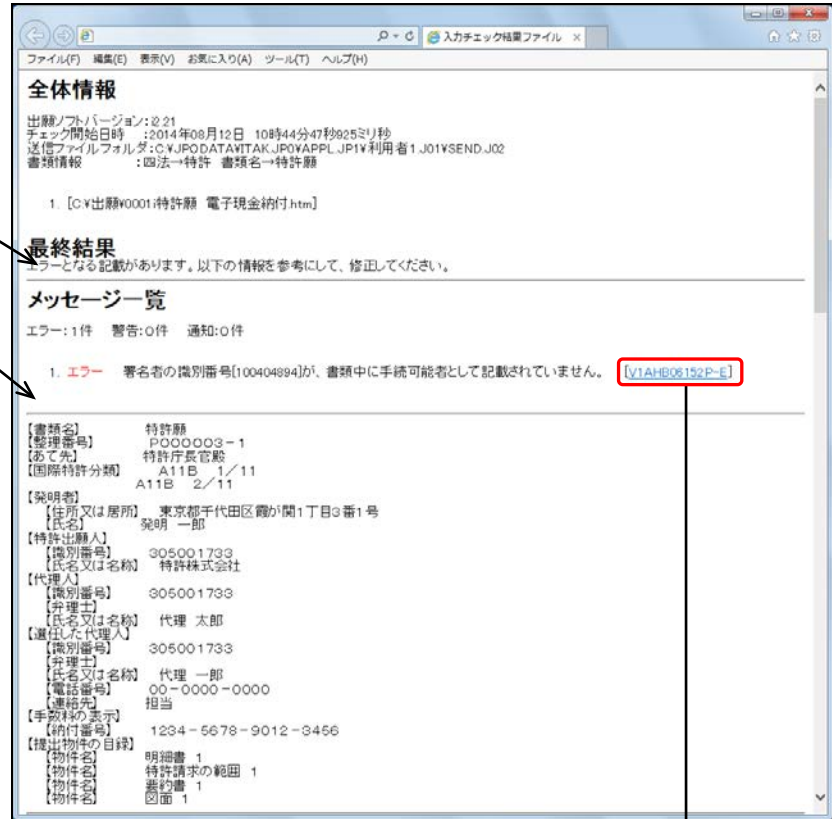 入力チェック結果ファイル ×
ファイル(F) 編集(E) 表示(V) お気に入り(A) ツール(T) ヘルプ(H)
全体情報
出願ソフトバージョン:i2.21
チェック開始日時 :2014年08月12日 10時44分47秒925ミリ秒
送信ファイルフォルダ:C:¥JPODATA¥ITAK.JP0¥APPL.JP1¥利用者1.J01¥SEND.J02
書類情報 :四法→特許 書類名→特許願
1. [C:¥出願¥0001i特許願 電子現金納付.htm]
最終結果
エラーとなる記載があります。以下の情報を参考にして、修正してください。
メッセージ一覧
エラー:1件 警告:0件 通知:0件
1. エラー 署名者の識別番号[100404894]が、書類中に手続可能者として記載されていません。 [V1AHB06152P-E]
【書類名】 特許願
【整理番号】 P000003-1
【あて先】 特許庁長官殿
【国際特許分類】 A11B 1/11
A11B 2/11
【発明者】
【住所又は居所】 東京都千代田区霞が関1丁目3番1号
【氏名】 発明 一郎
【特許出願人】
【識別番号】 305001733
【氏名又は名称】 特許株式会社
【代理人】
【識別番号】 305001733
【弁理士】
【氏名又は名称】 代理 太郎
【選任した代理人】
【識別番号】 305001733
【弁理士】
【氏名又は名称】 代理 一郎
【電話番号】 00-0000-0000
【連絡先】 担当
【手数料の表示】
【納付番号】 1234-5678-9012-3456
【提出物件の目録】
【物件名】 明細書 1
【物件名】 特許請求の範囲 1
【物件名】 要約書 1
【物件名】 図面 1